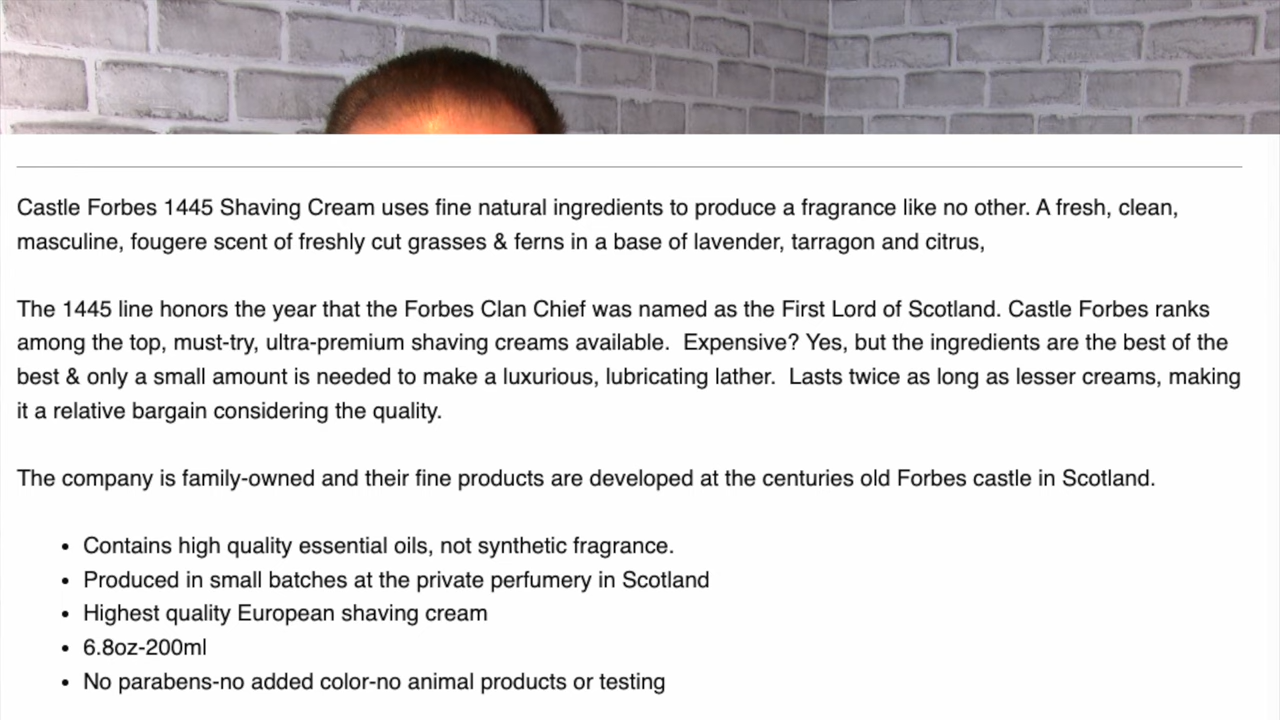 Castle Forbes 1445 Shaving Cream uses fine natural ingredients to produce a fragrance like no other. A fresh, clean,
masculine, fougere scent of freshly cut grasses & ferns in a base of lavender, tarragon and citrus,
The 1445 line honors the year that the Forbes Clan Chief was named as the First Lord of Scotland. Castle Forbes ranks
among the top, must-try, ultra-premium shaving creams available.  Expensive? Yes, but the ingredients are the best of the
best & only a small amount is needed to make a luxurious, lubricating lather.  Lasts twice as long as lesser creams, making
it a relative bargain considering the quality.
The company is family-owned and their fine products are developed at the centuries old Forbes castle in Scotland.
• Contains high quality essential oils, not synthetic fragrance.
• Produced in small batches at the private perfumery in Scotland
• Highest quality European shaving cream
• 6.8oz-200ml
• No parabens-no added color-no animal products or testing